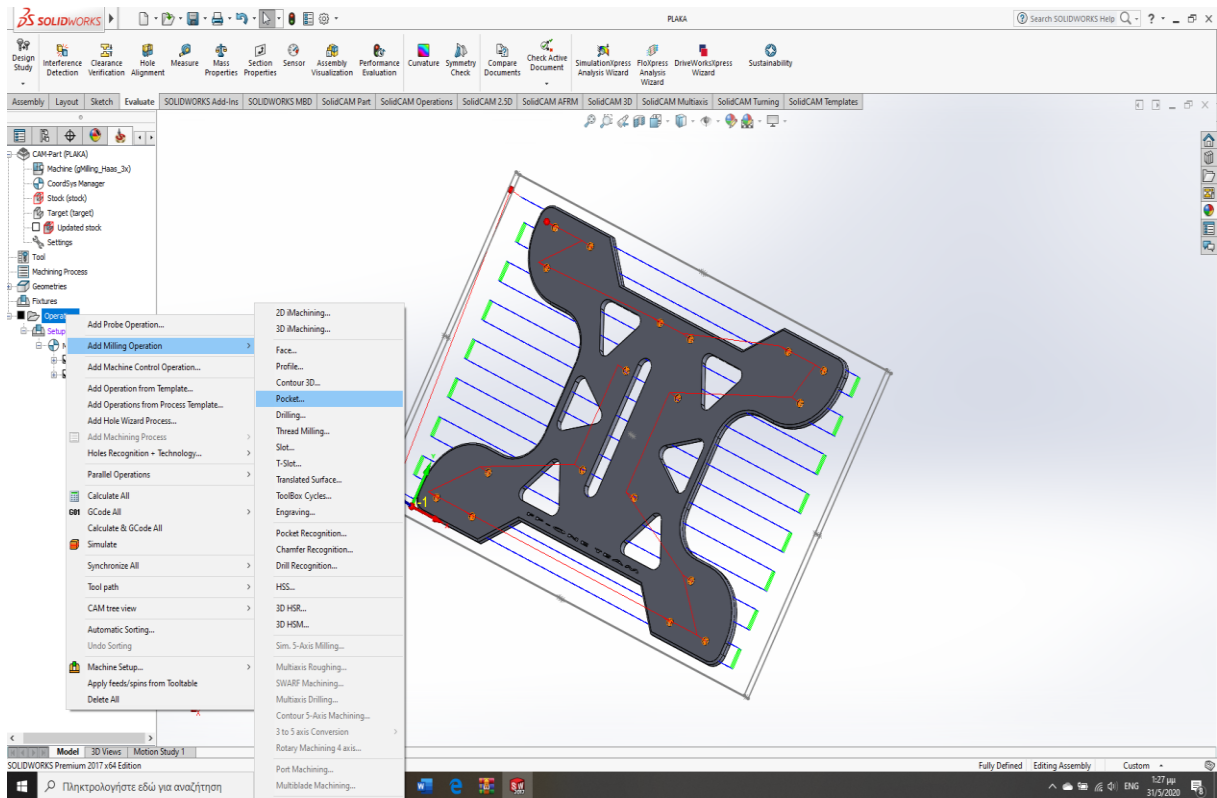 SOLIDWORKS
PLAKA
Search SOLIDWORKS Help
Design Study
Interference Detection
Clearance Verification
Hole Alignment
Measure
Mass Properties
Section Properties
Sensor
Assembly Visualization
Performance Evaluation
Curvature
Symmetry Check
Compare Documents
Check Active Document
SimulationXpress Analysis Wizard
FloXpress Analysis Wizard
DriveWorksXpress Wizard
Sustainability
Assembly Layout Sketch Evaluate SOLIDWORKS Add-Ins SOLIDWORKS MBD SolidCAM Part SolidCAM Operations SolidCAM 2.5D SolidCAM AFRM SolidCAM 3D SolidCAM Multiaxis SolidCAM Turning SolidCAM Templates
CAM-Part (PLAKA)
Machine (gMilling_Haas_3x)
CoordSys Manager
Stock (stock)
Target (target)
Updated stock
Settings
Tool
Machining Process
Geometries
Fixtures
Operat
Setup
Add Probe Operation...
Add Milling Operation
Add Machine Control Operation...
Add Operation from Template...
Add Operations from Process Template...
Add Hole Wizard Process...
Add Machining Process
Holes Recognition + Technology...
Parallel Operations
Calculate All
G01 GCode All
Calculate & GCode All
Simulate
Synchronize All
Tool path
CAM tree view
Automatic Sorting...
Undo Sorting
Machine Setup...
Apply feeds/spins from Tooltable
Delete All
2D iMachining...
3D iMachining...
Face...
Profile...
Contour 3D...
Pocket...
Drilling...
Thread Milling...
Slot...
T-Slot...
Translated Surface...
ToolBox Cycles...
Engraving...
Pocket Recognition...
Chamfer Recognition...
Drill Recognition...
HSS...
3D HSR...
3D HSM...
Sim. 5-Axis Milling...
Multiaxis Roughing...
SWARF Machining...
Multiaxis Drilling...
Contour 5-Axis Machining...
3 to 5 axis Conversion
Rotary Machining 4 axis...
Port Machining...
Multiblade Machining...
X
Model 3D Views Motion Study 1
SOLIDWORKS Premium 2017 x64 Edition
Fully Defined Editing Assembly Custom
Πληκτρολογήστε εδώ για αναζήτηση
ENG
1:27 μμ
31/5/2020